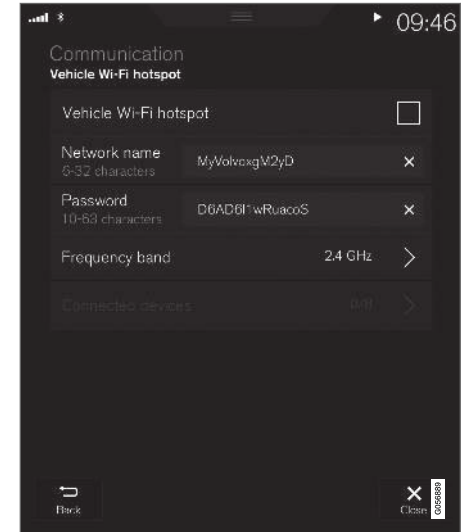 09:46
Communication
Vehicle Wi-Fi hotspot
Vehicle Wi-Fi hotspot
Network name
6-32 characters
MyVolvoxgM2yD
Password
10-63 characters
Frequency band
2.4 GHz
Connected devices
Back
Close
G056889